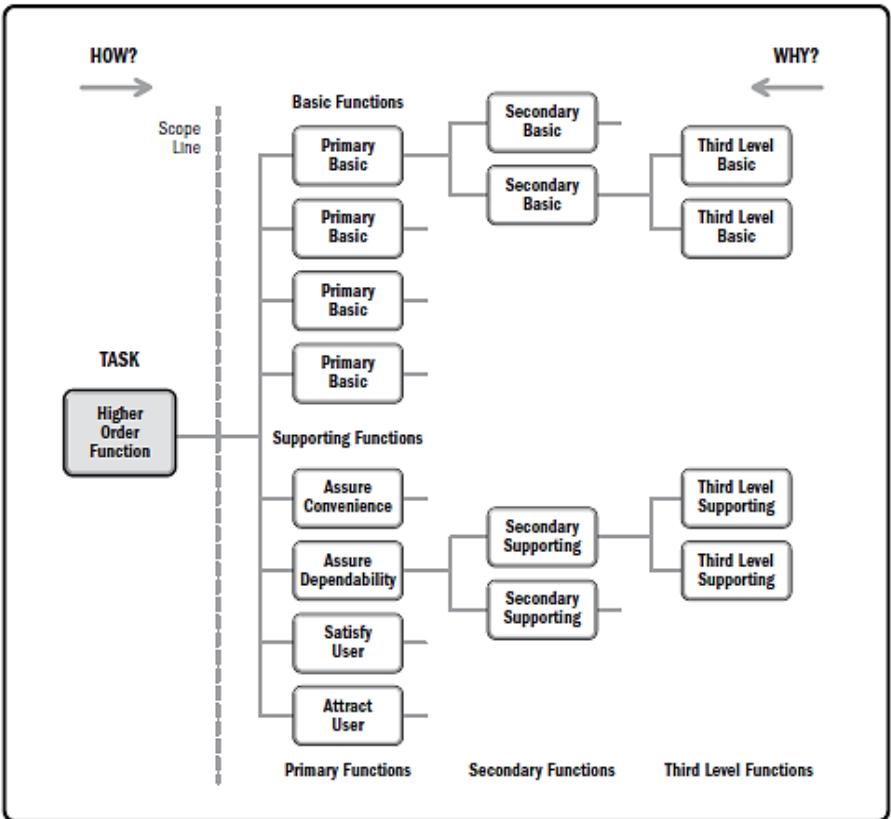 HOW?
WHY?
Scope
Line
Basic Functions
Primary
Basic
Secondary
Basic
Secondary
Basic
Third Level
Basic
Third Level
Basic
Primary
Basic
Primary
Basic
Primary
Basic
TASK
Higher
Order
Function
Supporting Functions
Assure
Convenience
Assure
Dependability
Satisfy
User
Attract
User
Secondary
Supporting
Secondary
Supporting
Third Level
Supporting
Third Level
Supporting
Primary Functions
Secondary Functions
Third Level Functions